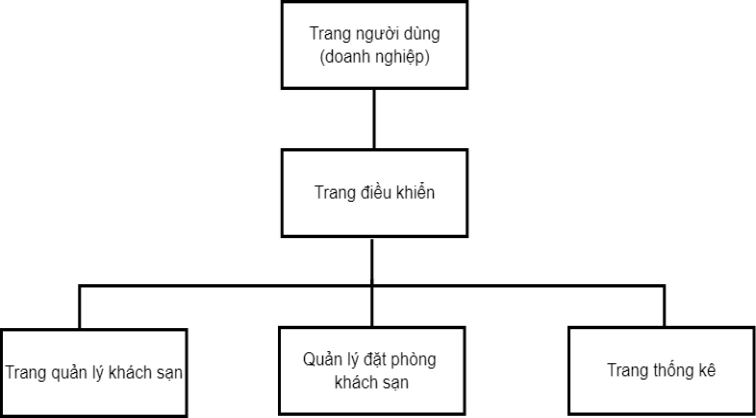 Trang người dùng
(doanh nghiệp)
Trang điều khiển
Trang quản lý khách sạn
Quản lý đặt phòng
khách sạn
Trang thống kê